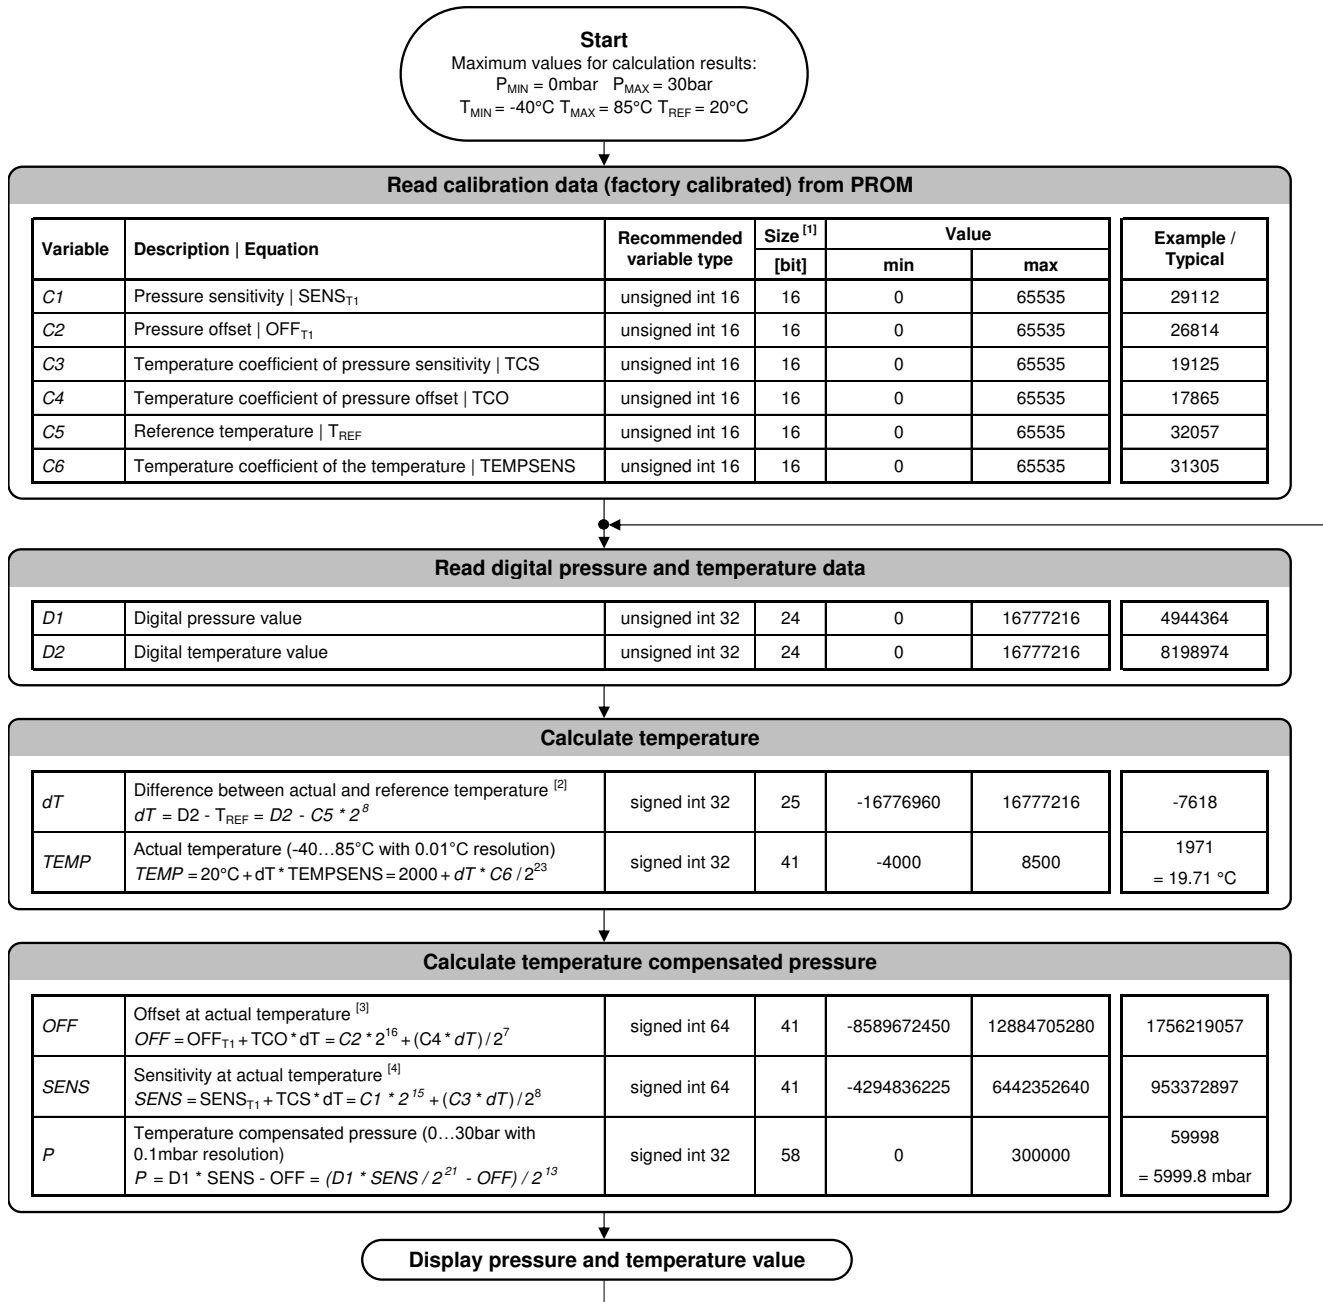 Start
Maximum values for calculation results:
P_MIN = 0mbar P_MAX = 30bar
T_MIN = -40°C T_MAX = 85°C T_REF = 20°C
Read calibration data (factory calibrated) from PROM
Variable | Description | Equation | Recommended variable type | Size [1] [bit] | Value min | max | Example / Typical
C1 | Pressure sensitivity | SENS_T1 | unsigned int 16 | 16 | 0 | 65535 | 29112
C2 | Pressure offset | OFF_T1 | unsigned int 16 | 16 | 0 | 65535 | 26814
C3 | Temperature coefficient of pressure sensitivity | TCS | unsigned int 16 | 16 | 0 | 65535 | 19125
C4 | Temperature coefficient of pressure offset | TCO | unsigned int 16 | 16 | 0 | 65535 | 17865
C5 | Reference temperature | T_REF | unsigned int 16 | 16 | 0 | 65535 | 32057
C6 | Temperature coefficient of the temperature | TEMPSENS | unsigned int 16 | 16 | 0 | 65535 | 31305
Read digital pressure and temperature data
D1 | Digital pressure value | unsigned int 32 | 24 | 0 | 16777216 | 4944364
D2 | Digital temperature value | unsigned int 32 | 24 | 0 | 16777216 | 8198974
Calculate temperature
dT | Difference between actual and reference temperature [2]
dT = D2 - T_REF = D2 - C5 * 2^8 | signed int 32 | 25 | -16776960 | 16777216 | -7618
TEMP | Actual temperature (-40…85°C with 0.01°C resolution)
TEMP = 20°C + dT * TEMPSENS = 2000 + dT * C6 / 2^23 | signed int 32 | 41 | -4000 | 8500 | 1971
= 19.71 °C
Calculate temperature compensated pressure
OFF | Offset at actual temperature [3]
OFF = OFF_T1 + TCO * dT = C2 * 2^16 + (C4 * dT) / 2^7 | signed int 64 | 41 | -8589672450 | 12884705280 | 1756219057
SENS | Sensitivity at actual temperature [4]
SENS = SENS_T1 + TCS * dT = C1 * 2^15 + (C3 * dT) / 2^8 | signed int 64 | 41 | -4294836225 | 6442352640 | 953372897
P | Temperature compensated pressure (0…30bar with
0.1mbar resolution)
P = D1 * SENS - OFF = (D1 * SENS / 2^21 - OFF) / 2^13 | signed int 32 | 58 | 0 | 300000 | 59998
= 5999.8 mbar
Display pressure and temperature value